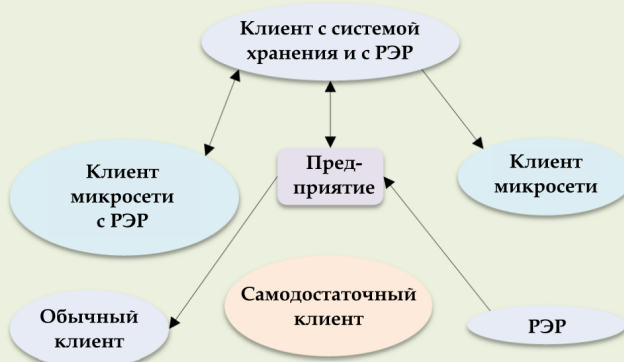 Клиент с системой
хранения и с РЭР
Клиент
микросети
с РЭР
Пред-
приятие
Клиент
микросети
Обычный
клиент
Самодостаточный
клиент
РЭР